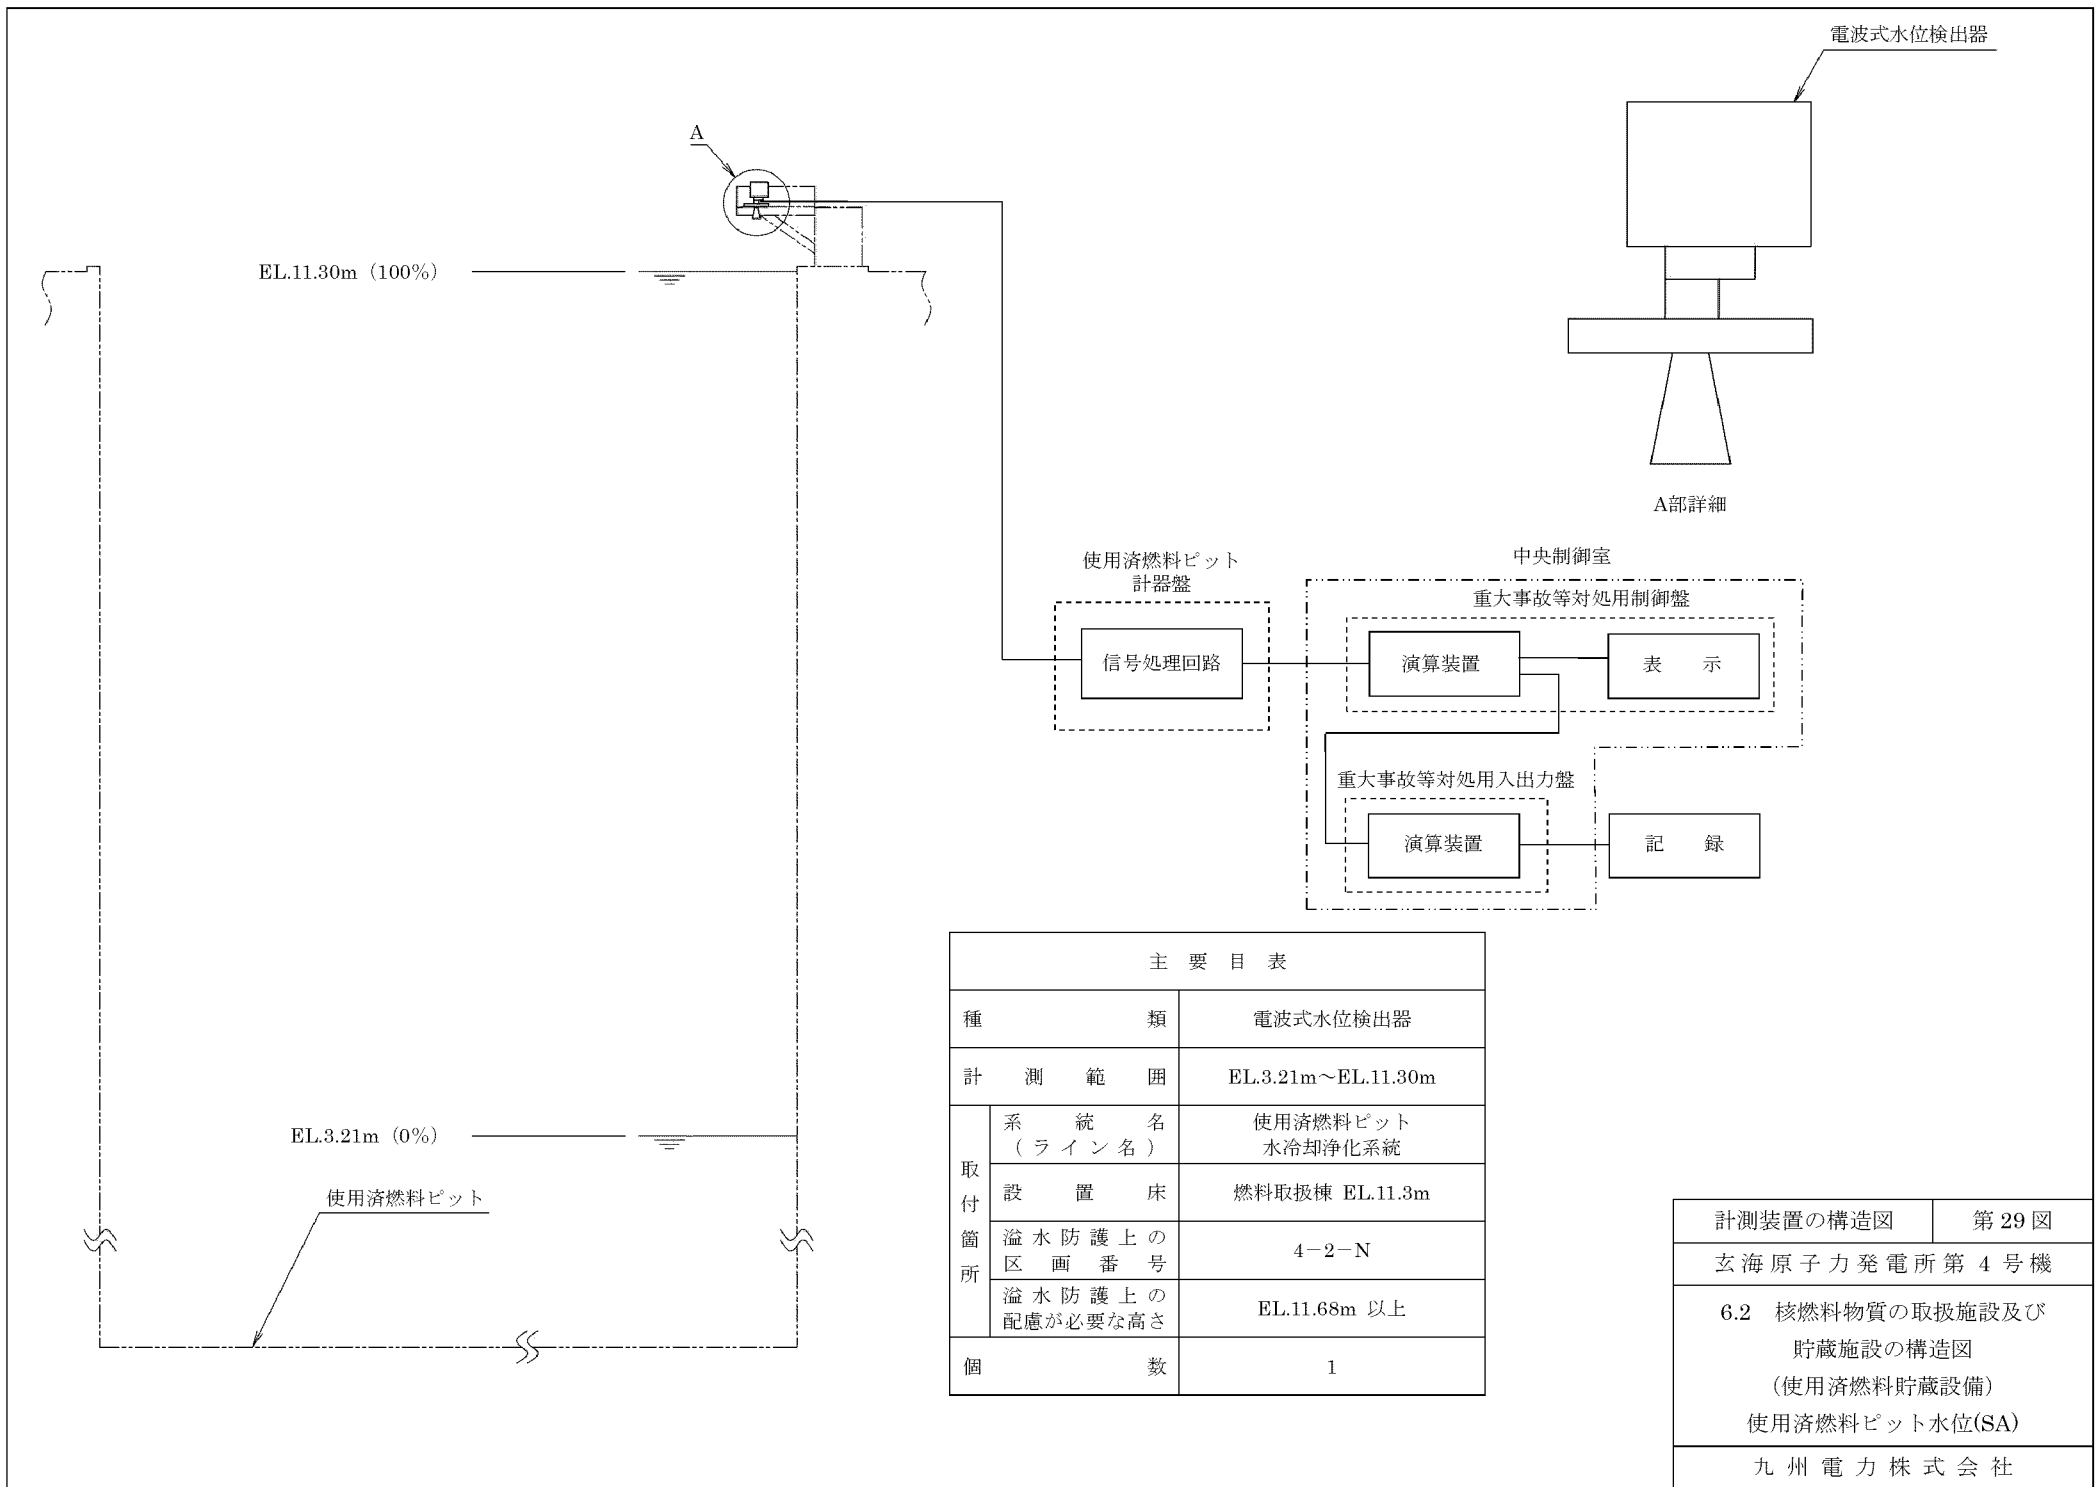 電波式水位検出器
A
EL.11.30m（100%）
A部詳細
使用済燃料ピット
計器盤
中央制御室
重大事故等対処用制御盤
信号処理回路
演算装置
表　示
重大事故等対処用入出力盤
演算装置
記　録
EL.3.21m（0%）
使用済燃料ピット
主 要 目 表
種 類 電波式水位検出器
計 測 範 囲 EL.3.21m～EL.11.30m
取付箇所
系 統 名
（ライン名）
使用済燃料ピット
水冷却浄化系統
設 置 床 燃料取扱棟 EL.11.3m
溢水防護上の
区 画 番 号
4－2－N
溢水防護上の
配慮が必要な高さ
EL.11.68m 以上
個 数 1
計測装置の構造図 第 29 図
玄海原子力発電所第 4 号機
6.2　核燃料物質の取扱施設及び
貯蔵施設の構造図
（使用済燃料貯蔵設備）
使用済燃料ピット水位(SA)
九 州 電 力 株 式 会 社